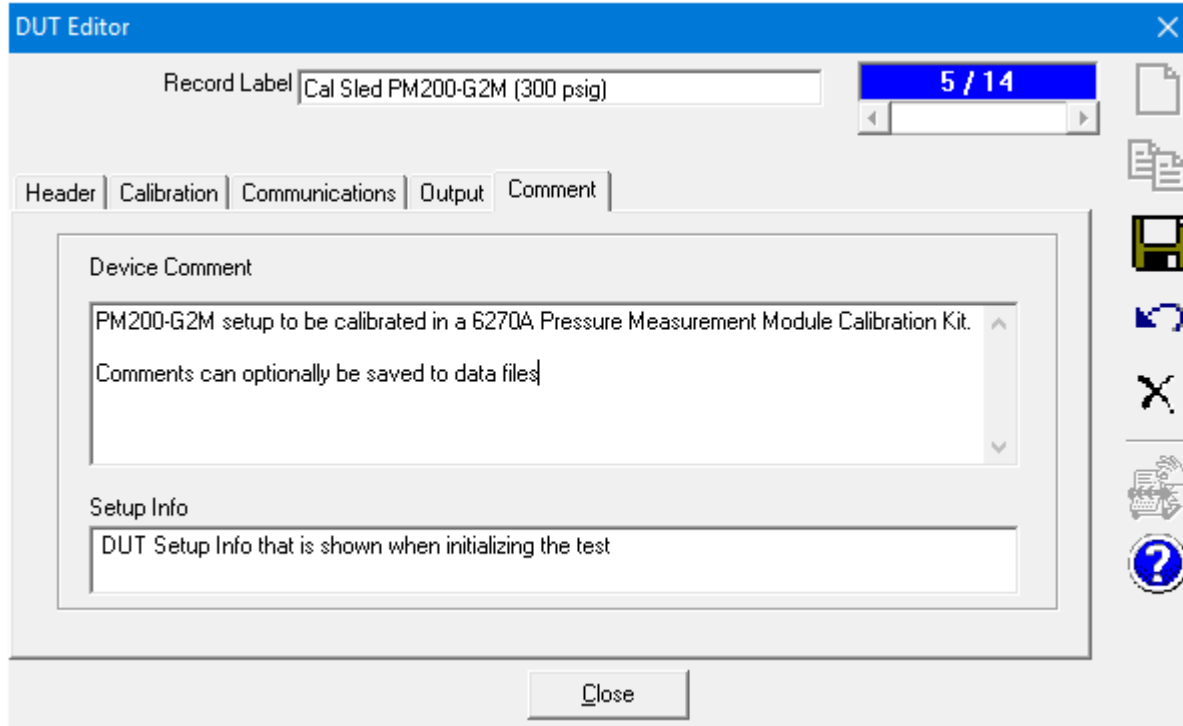 DUT Editor
Record Label Cal Sled PM200-G2M (300 psig)
5 / 14
Header Calibration Communications Output Comment
Device Comment
PM200-G2M setup to be calibrated in a 6270A Pressure Measurement Module Calibration Kit.
Comments can optionally be saved to data files
Setup Info
DUT Setup Info that is shown when initializing the test
Close